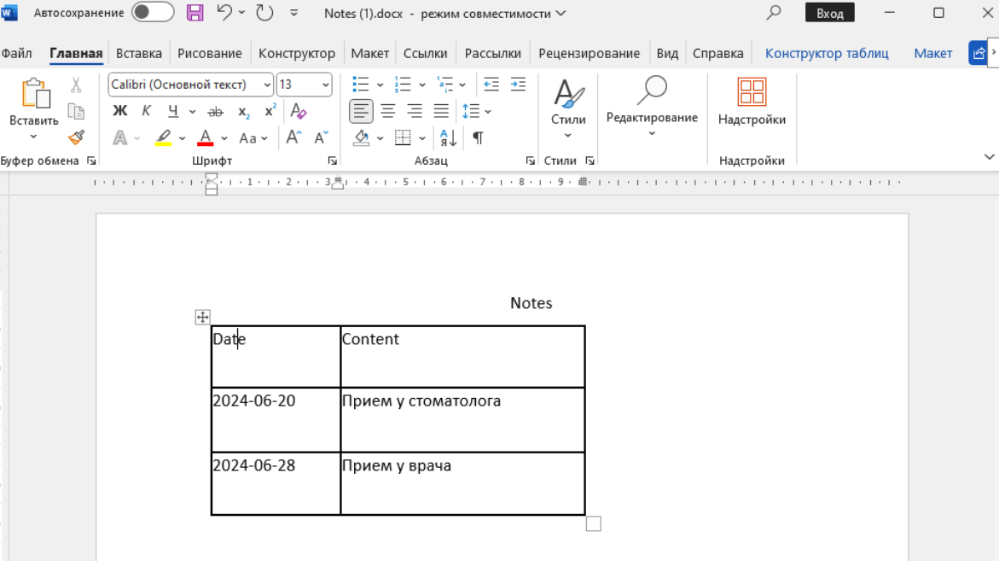 Автосохранение Notes (1).docx - режим совместимости Вход
Файл Главная Вставка Рисование Конструктор Макет Ссылки Рассылки Рецензирование Вид Справка Конструктор таблиц Макет
Calibri (Основной текст) 13
Вставить Ж К Ч ab x₂ x² A Стили Редактирование Надстройки
A A Aa A A
Буфер обмена Шрифт Абзац Стили Надстройки
1 2 3 4 5 6 7 8 9
Notes
Date Content
2024-06-20 Прием у стоматолога
2024-06-28 Прием у врача